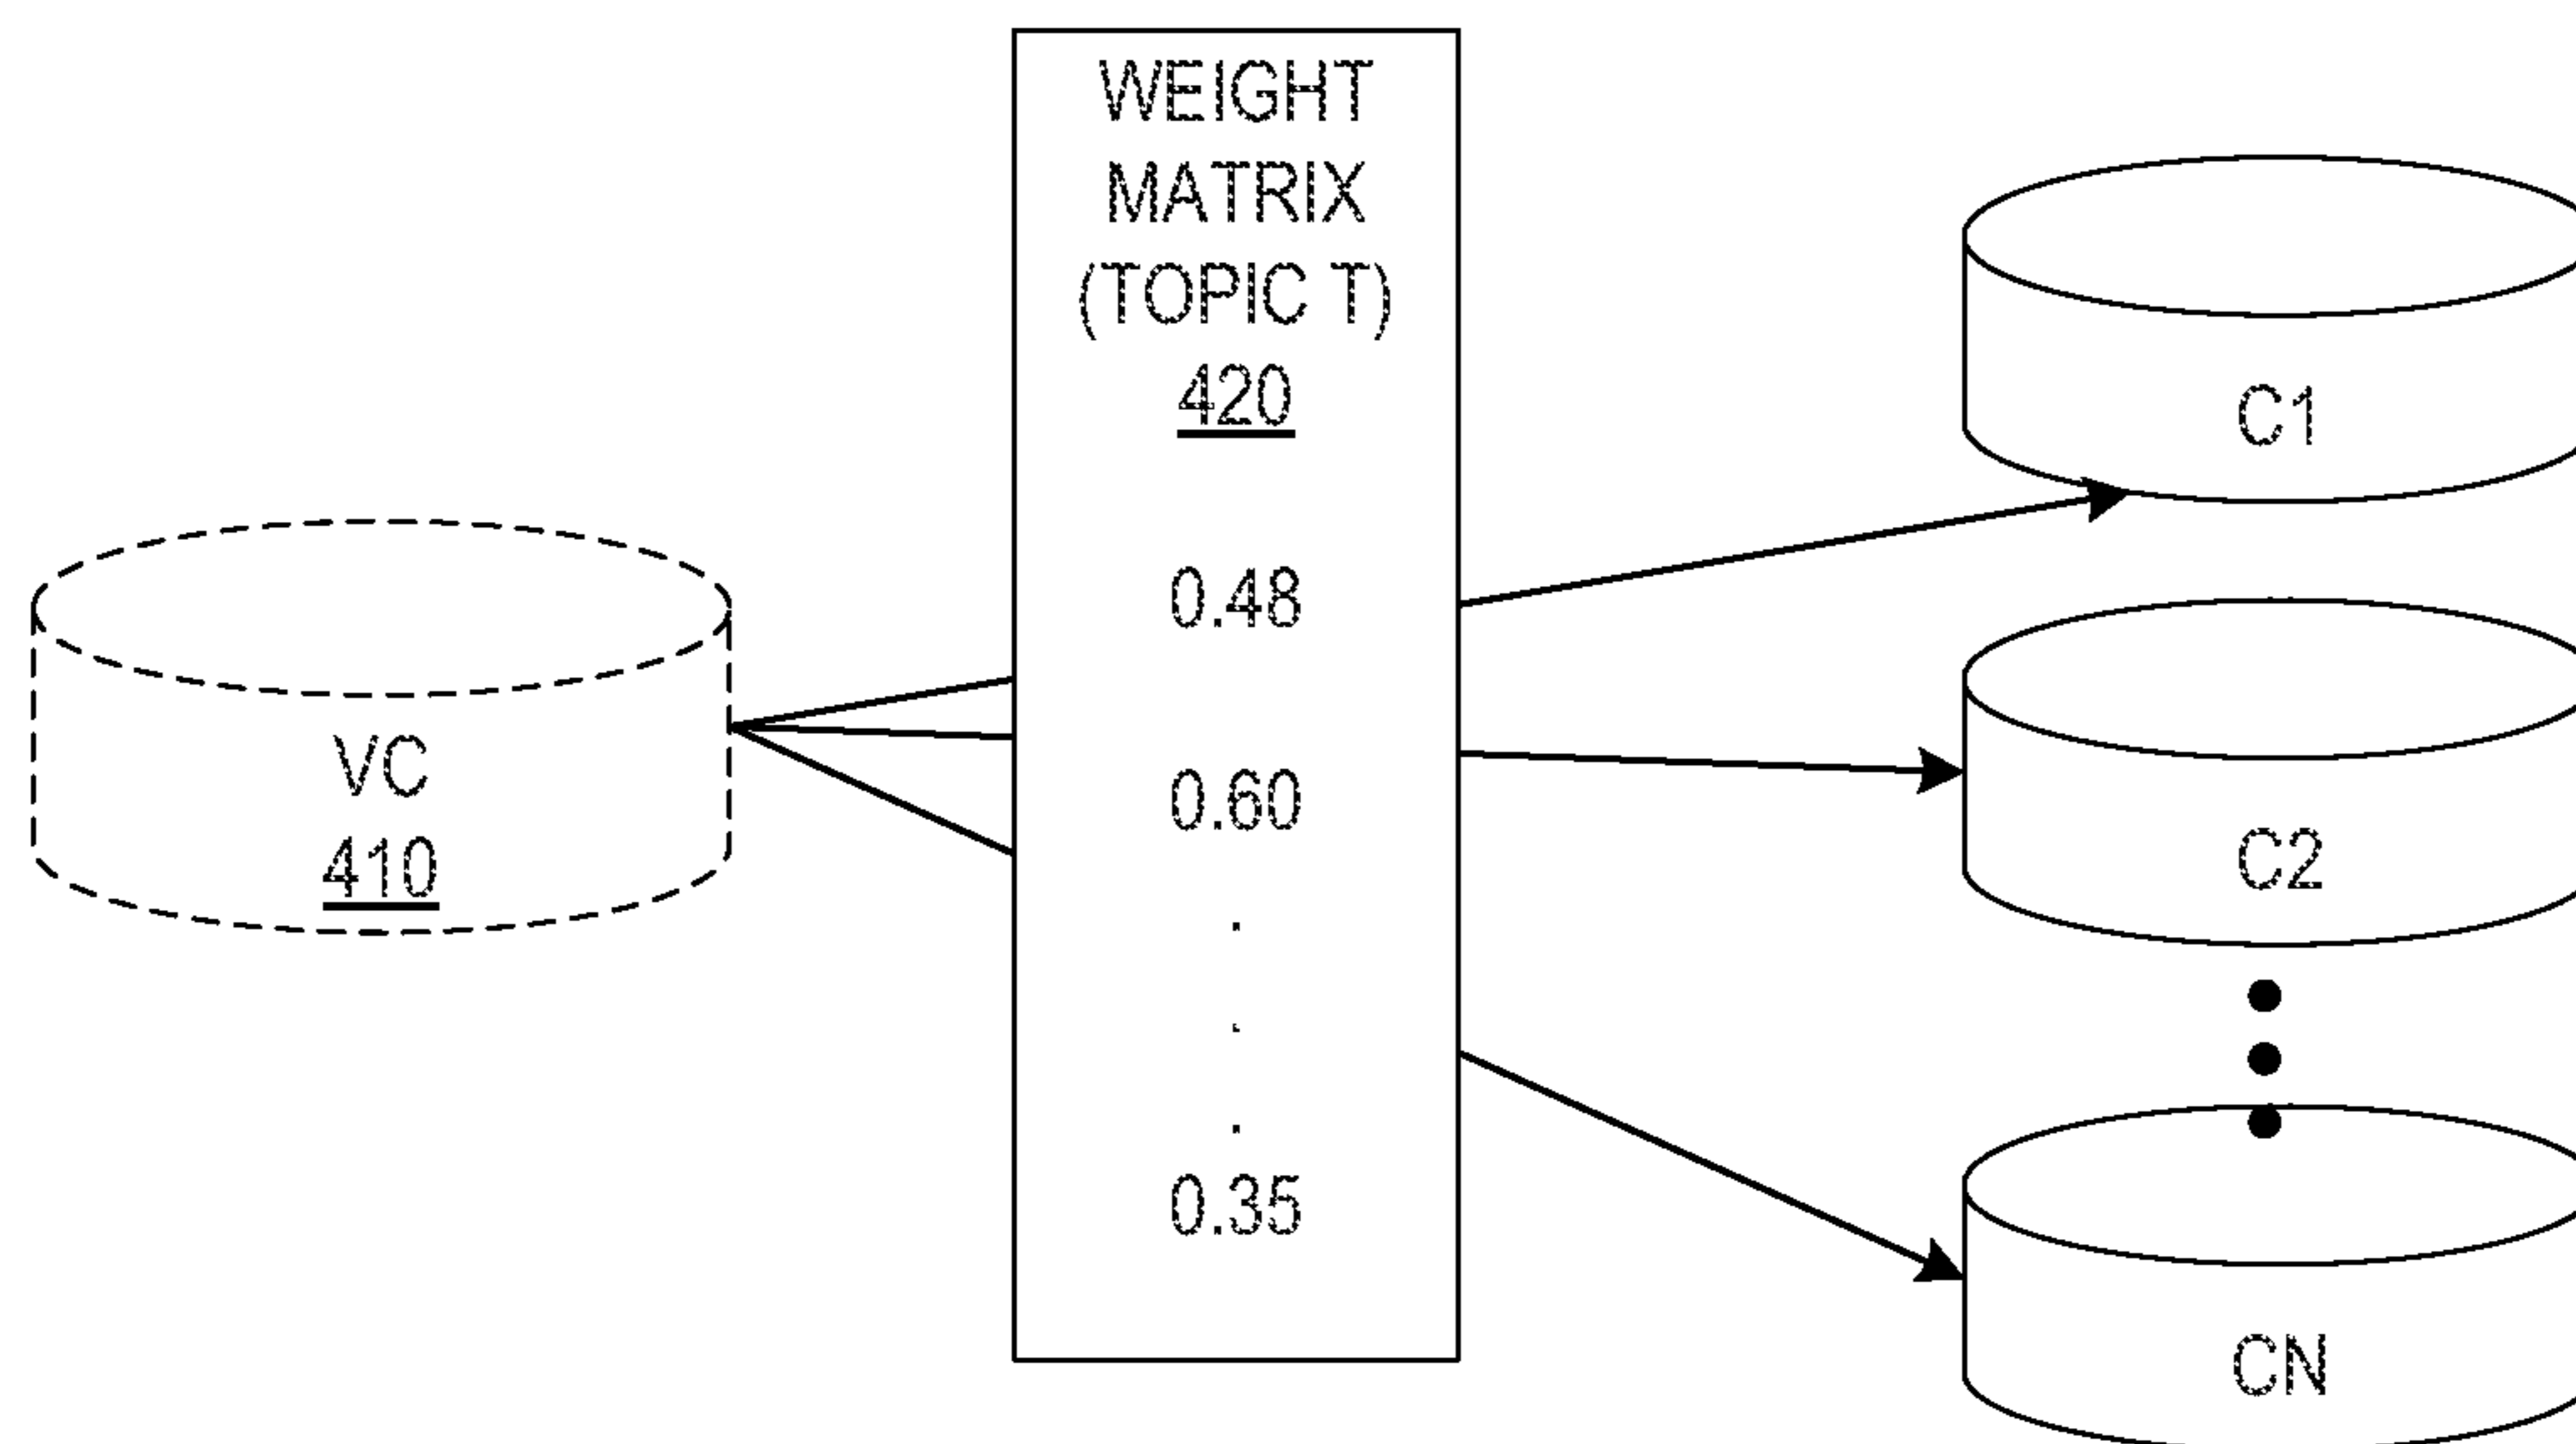 WEIGHT
MATRIX
(TOPIC T)
420
0.48
0.60
.
.
.
0.35
VC
410
C1
C2
CN